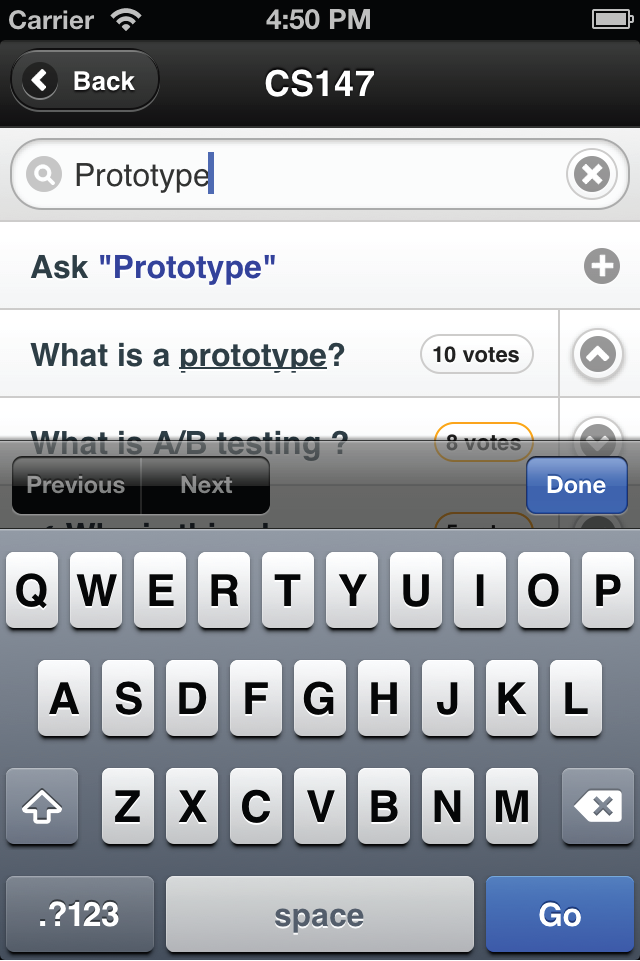 Carrier 4:50 PM
Back CS147
Prototype
Ask "Prototype"
What is a prototype? 10 votes
What is A/B testing ? 8 votes
Previous Next Done
Q W E R T Y U I O P
A S D F G H J K L
Z X C V B N M
.?123 space Go